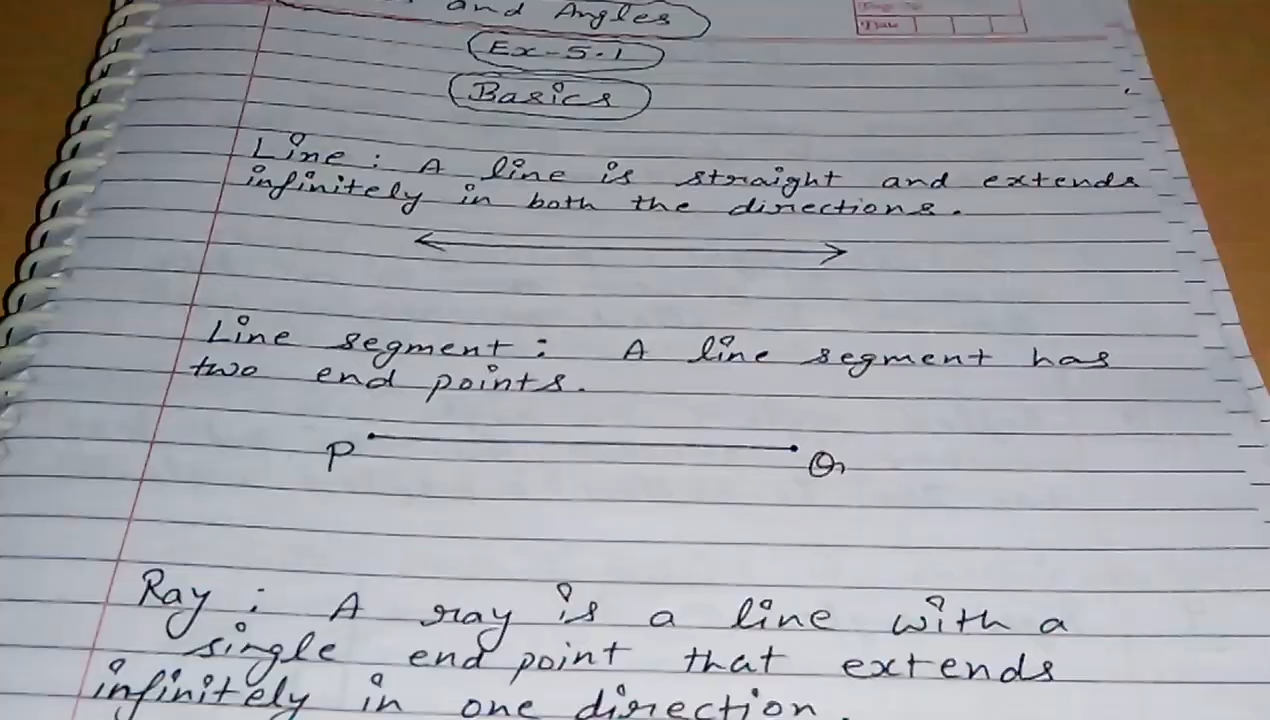 and Angles
Ex-5.1
Basics
Line: A line is straight and extends
infinitely in both the directions.
Line segment: A line segment has
two end points.
P Q
Ray: A ray is a line with a
single end point that extends
infinitely in one direction.